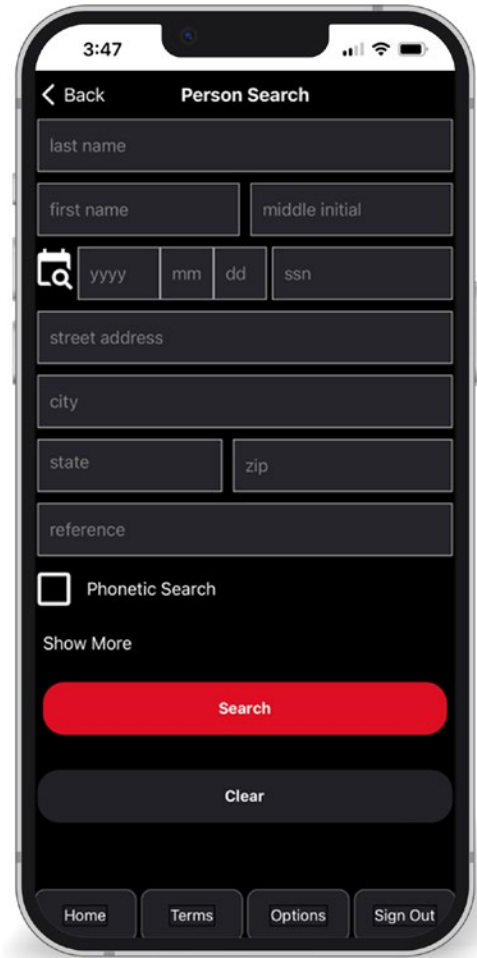 3:47
Back Person Search
last name
first name middle initial
yyyy mm dd ssn
street address
city
state zip
reference
Phonetic Search
Show More
Search
Clear
Home Terms Options Sign Out